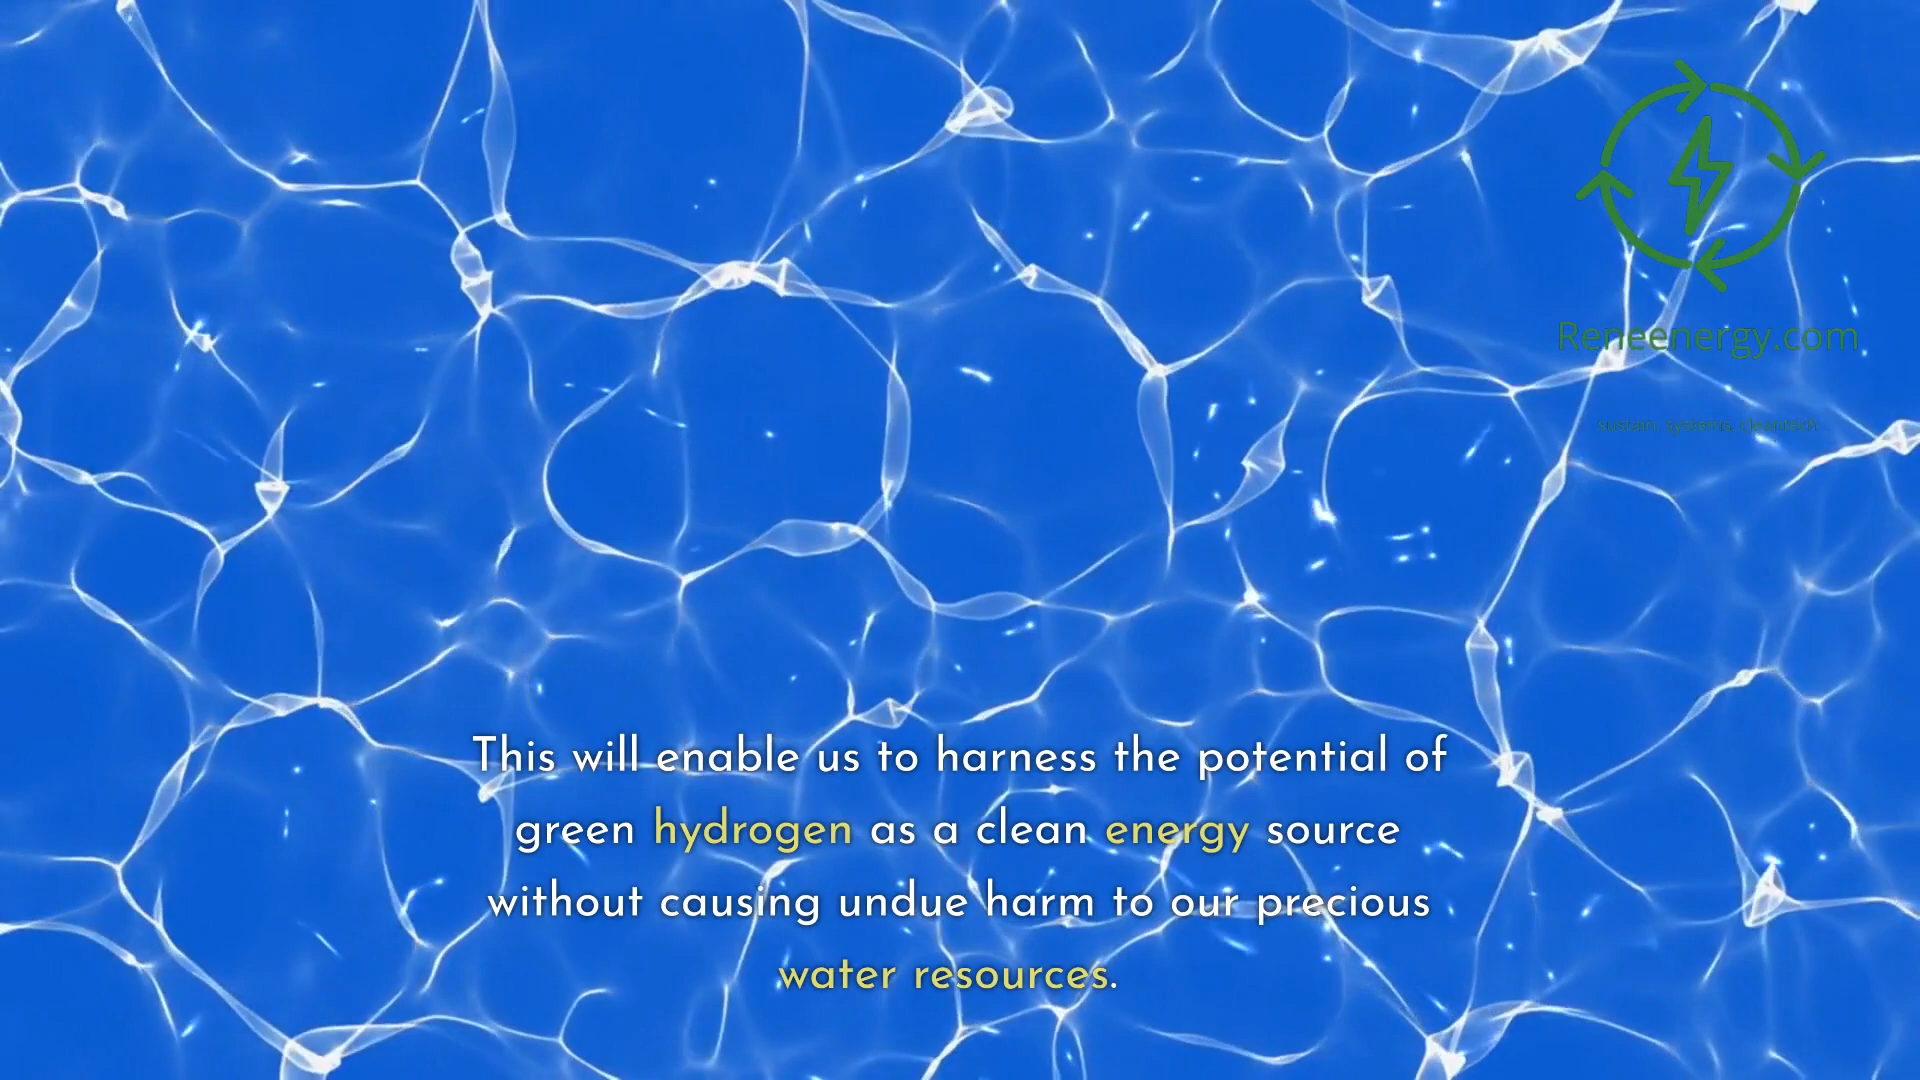 Reneenergy.com
sustain. systems. cleantech
This will enable us to harness the potential of
green hydrogen as a clean energy source
without causing undue harm to our precious
water resources.